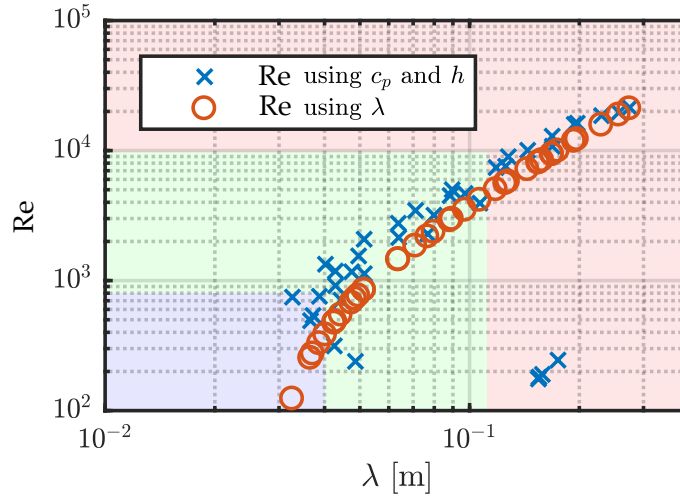 10^5
Re using c_p and h
Re using λ
10^4
Re
10^3
10^2
10^-2
10^-1
λ [m]